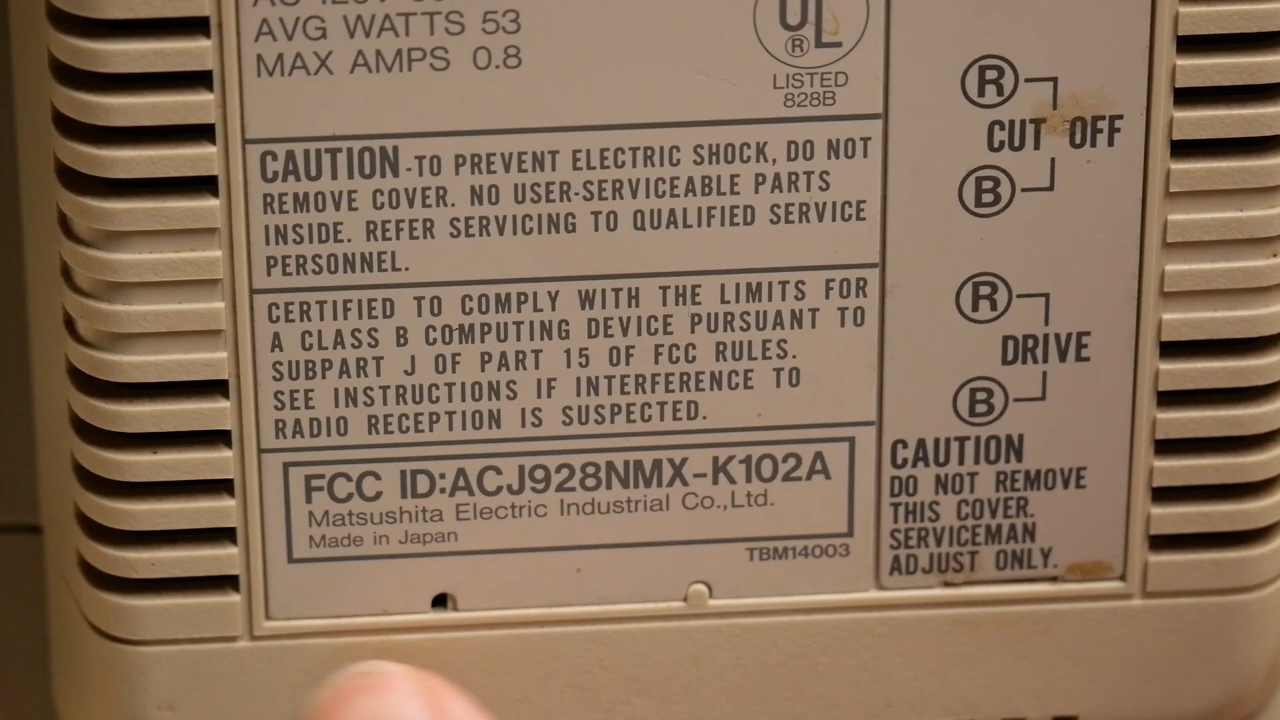 AVG WATTS 53
MAX AMPS 0.8
UL
®
LISTED
828B
CAUTION -TO PREVENT ELECTRIC SHOCK, DO NOT
REMOVE COVER. NO USER-SERVICEABLE PARTS
INSIDE. REFER SERVICING TO QUALIFIED SERVICE
PERSONNEL.
CERTIFIED TO COMPLY WITH THE LIMITS FOR
A CLASS B COMPUTING DEVICE PURSUANT TO
SUBPART J OF PART 15 OF FCC RULES.
SEE INSTRUCTIONS IF INTERFERENCE TO
RADIO RECEPTION IS SUSPECTED.
FCC ID:ACJ928NMX-K102A
Matsushita Electric Industrial Co.,Ltd.
Made in Japan
TBM14003
R
CUT OFF
B
R
DRIVE
B
CAUTION
DO NOT REMOVE
THIS COVER.
SERVICEMAN
ADJUST ONLY.